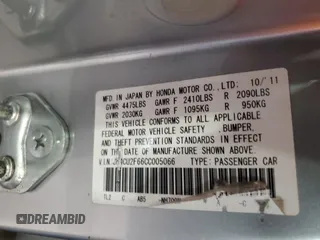 MFD. IN JAPAN BY HONDA MOTOR CO., LTD. 10/11
GVWR 4475LBS GAWR F 2410LBS R 2090LBS
GVWR 2030KG GAWR F 1095KG R 950KG
THIS VEHICLE CONFORMS TO ALL APPLICABLE
FEDERAL MOTOR VEHICLE SAFETY, BUMPER,
AND THEFT PREVENTION STANDARDS IN EFFECT
ON THE DATE OF MANUFACTURE SHOWN ABOVE.
V.I.N. TYPE: PASSENGER CAR
DREAMBID